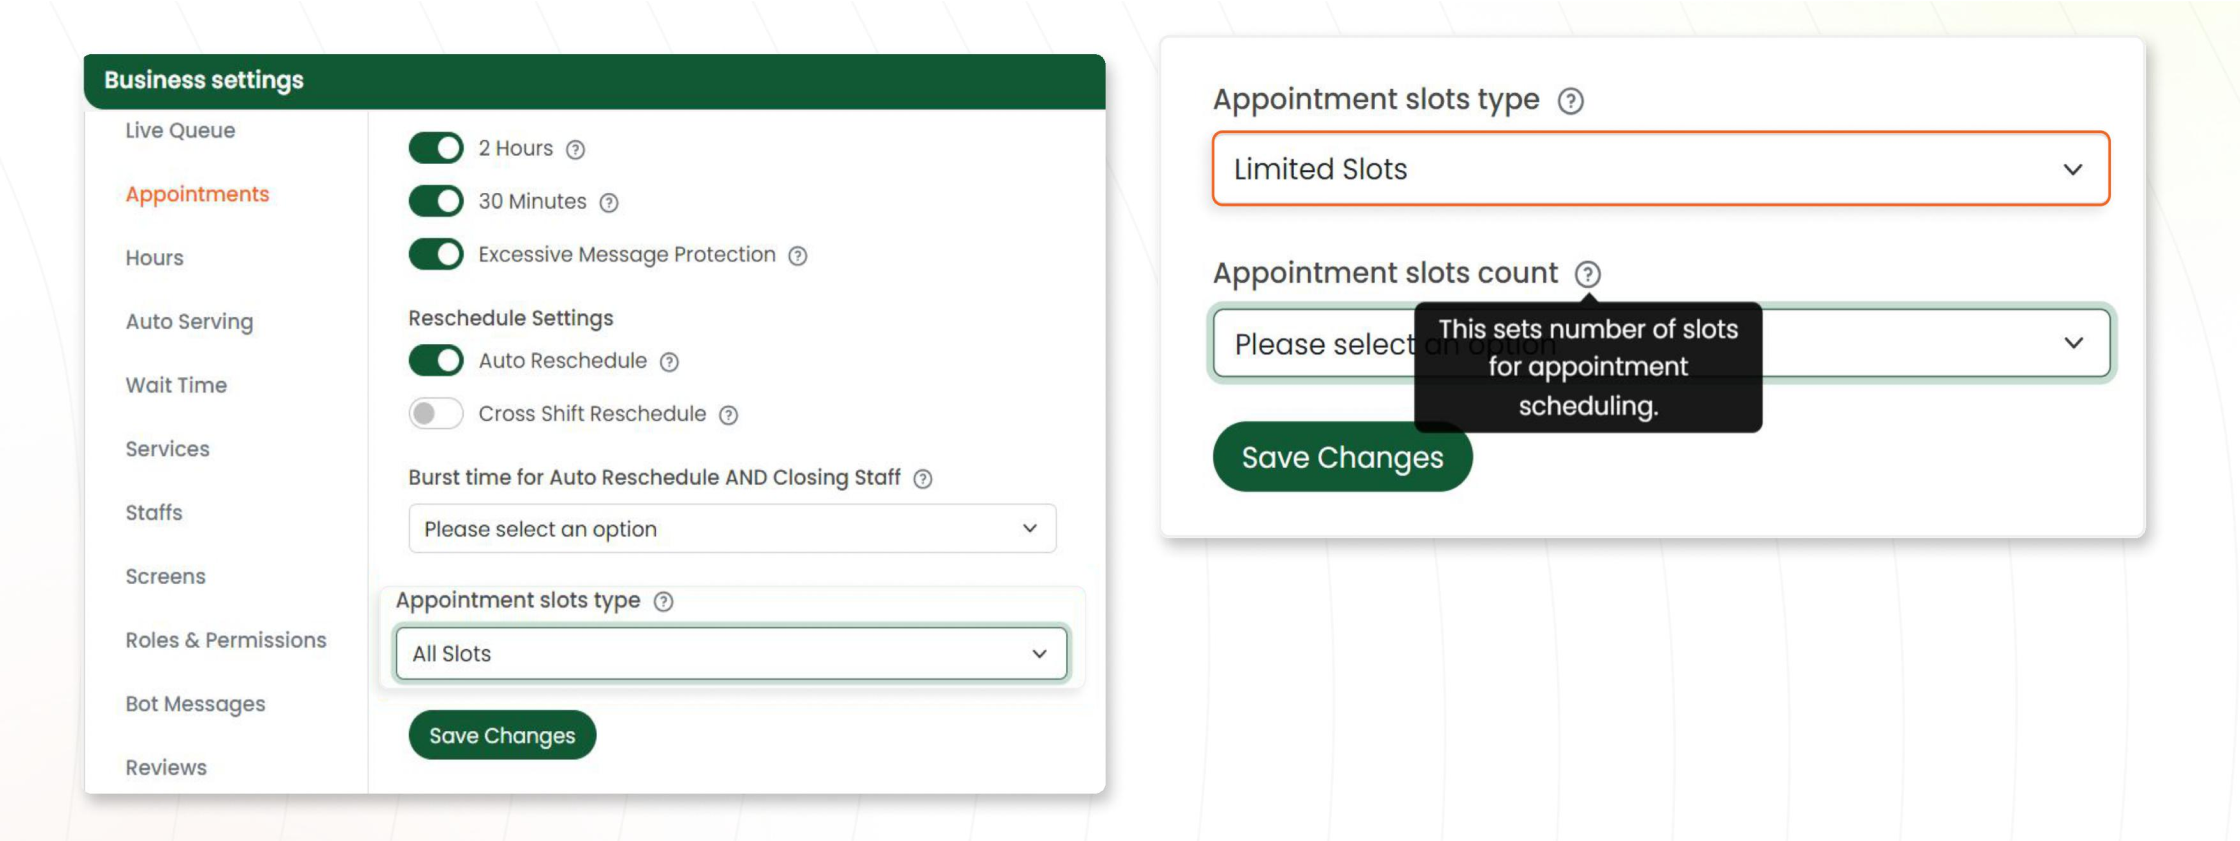 Business settings
Live Queue
Appointments
Hours
Auto Serving
Wait Time
Services
Staffs
Screens
Roles & Permissions
Bot Messages
Reviews
2 Hours
30 Minutes
Excessive Message Protection
Reschedule Settings
Auto Reschedule
Cross Shift Reschedule
Burst time for Auto Reschedule AND Closing Staff
Please select an option
Appointment slots type
All Slots
Save Changes
Appointment slots type
Limited Slots
Appointment slots count
Please select an option
This sets number of slots
for appointment
scheduling.
Save Changes